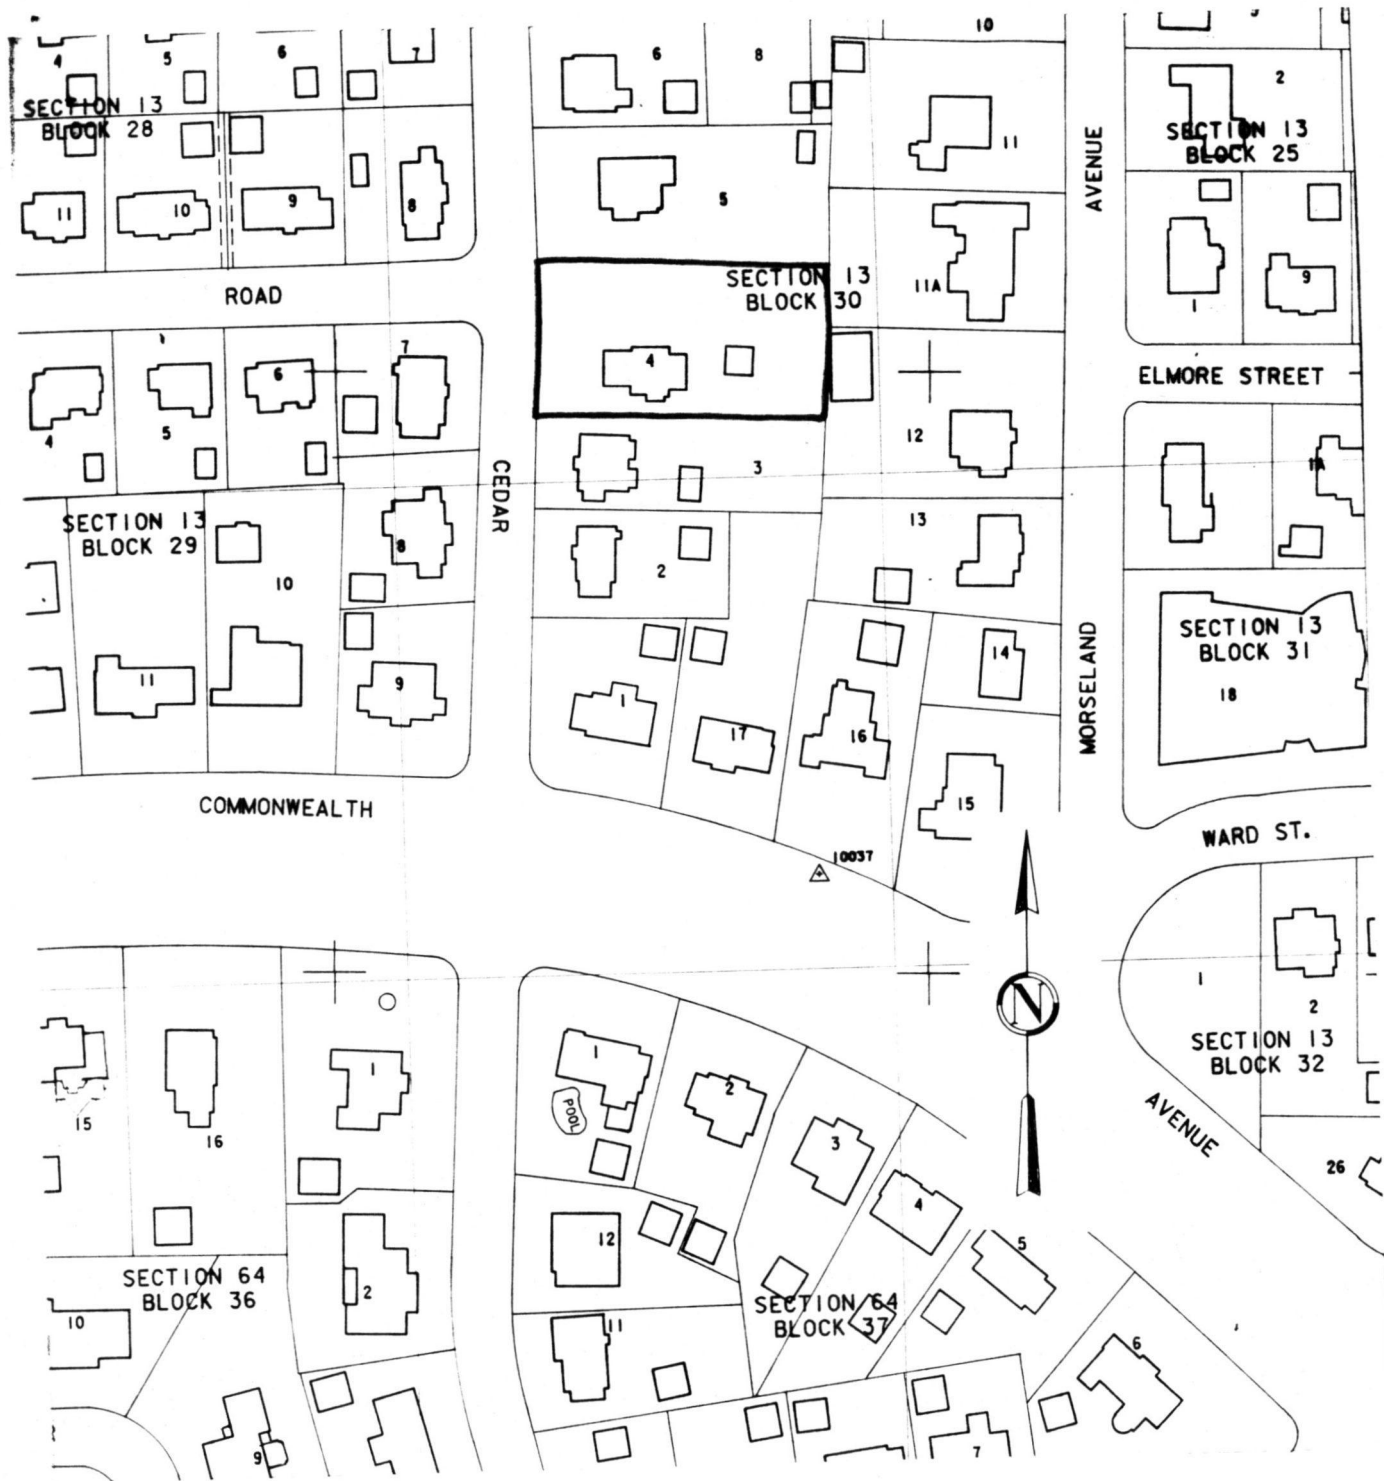 10
4
5
6
7
6
8
2
SECTION 13
BLOCK 28
SECTION 13
BLOCK 25
AVENUE
11
11
10
9
8
5
SECTION 13
BLOCK 30
11A
1
9
ROAD
ELMORE STREET
4
5
6
7
4
3
12
11A
CEDAR
SECTION 13
BLOCK 29
8
10
2
13
14
MORSELAND
SECTION 13
BLOCK 31
18
11
9
1
17
16
15
COMMONWEALTH
WARD ST.
10037
N
1
2
SECTION 13
BLOCK 32
AVENUE
26
15
16
1
1
POOL
2
3
4
5
12
SECTION 64
BLOCK 36
2
10
SECTION 64
BLOCK 37
11
6
9
7